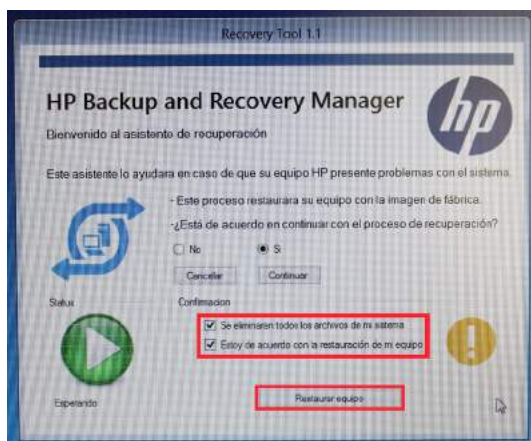 Recovery Tool 1.1
HP Backup and Recovery Manager
hp
Bienvenido al asistente de recuperación
Este asistente lo ayudara en caso de que su equipo HP presente problemas con el sistema.
- Este proceso restaurara su equipo con la imagen de fábrica.
-¿Está de acuerdo en continuar con el proceso de recuperación?
No
Si
Cancelar
Continuar
Status
Confirmacion
Se eliminaran todos los archivos de mi sistema
Estoy de acuerdo con la restauración de mi equipo
Esperando
Restaurar equipo